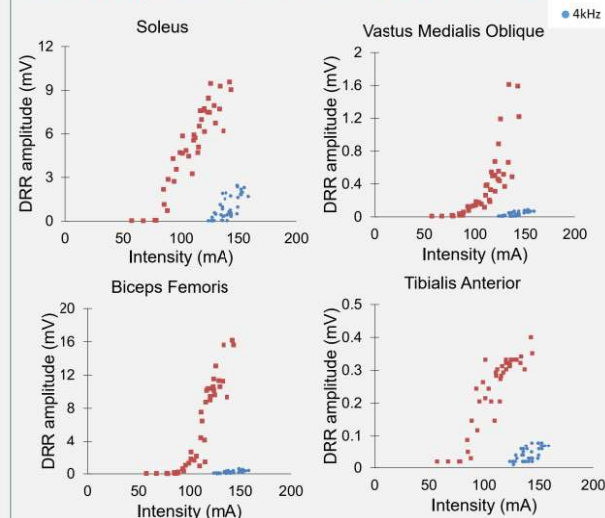 4kHz
Soleus
DRR amplitude (mV)
12
9
6
3
0
0 50 100 150 200
Intensity (mA)
Vastus Medialis Oblique
DRR amplitude (mV)
2
1.6
1.2
0.8
0.4
0
0 50 100 150 200
Intensity (mA)
Biceps Femoris
DRR amplitude (mV)
20
16
12
8
4
0
0 50 100 150 200
Intensity (mA)
Tibialis Anterior
DRR amplitude (mV)
0.5
0.4
0.3
0.2
0.1
0
0 50 100 150 200
Intensity (mA)